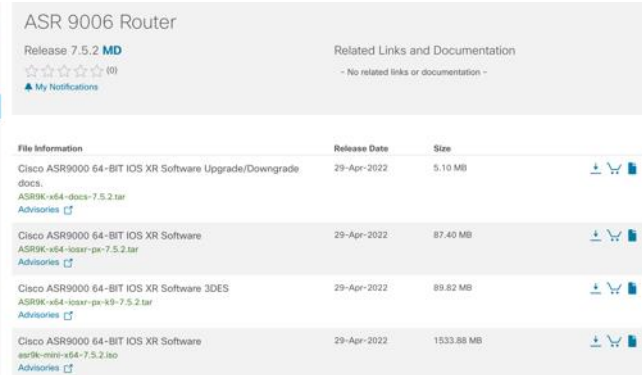 ASR 9006 Router
Release 7.5.2 MD
Related Links and Documentation
(0)
- No related links or documentation -
My Notifications
File Information Release Date Size
Cisco ASR9000 64-BIT IOS XR Software Upgrade/Downgrade 29-Apr-2022 5.10 MB
docs.
ASR9K-x64-docs-7.5.2.tar
Advisories
Cisco ASR9000 64-BIT IOS XR Software 29-Apr-2022 87.40 MB
ASR9K-x64-iosxr-px-7.5.2.tar
Advisories
Cisco ASR9000 64-BIT IOS XR Software 3DES 29-Apr-2022 89.82 MB
ASR9K-x64-iosxr-px-k9-7.5.2.tar
Advisories
Cisco ASR9000 64-BIT IOS XR Software 29-Apr-2022 1533.88 MB
asr9k-mini-x64-7.5.2.iso
Advisories